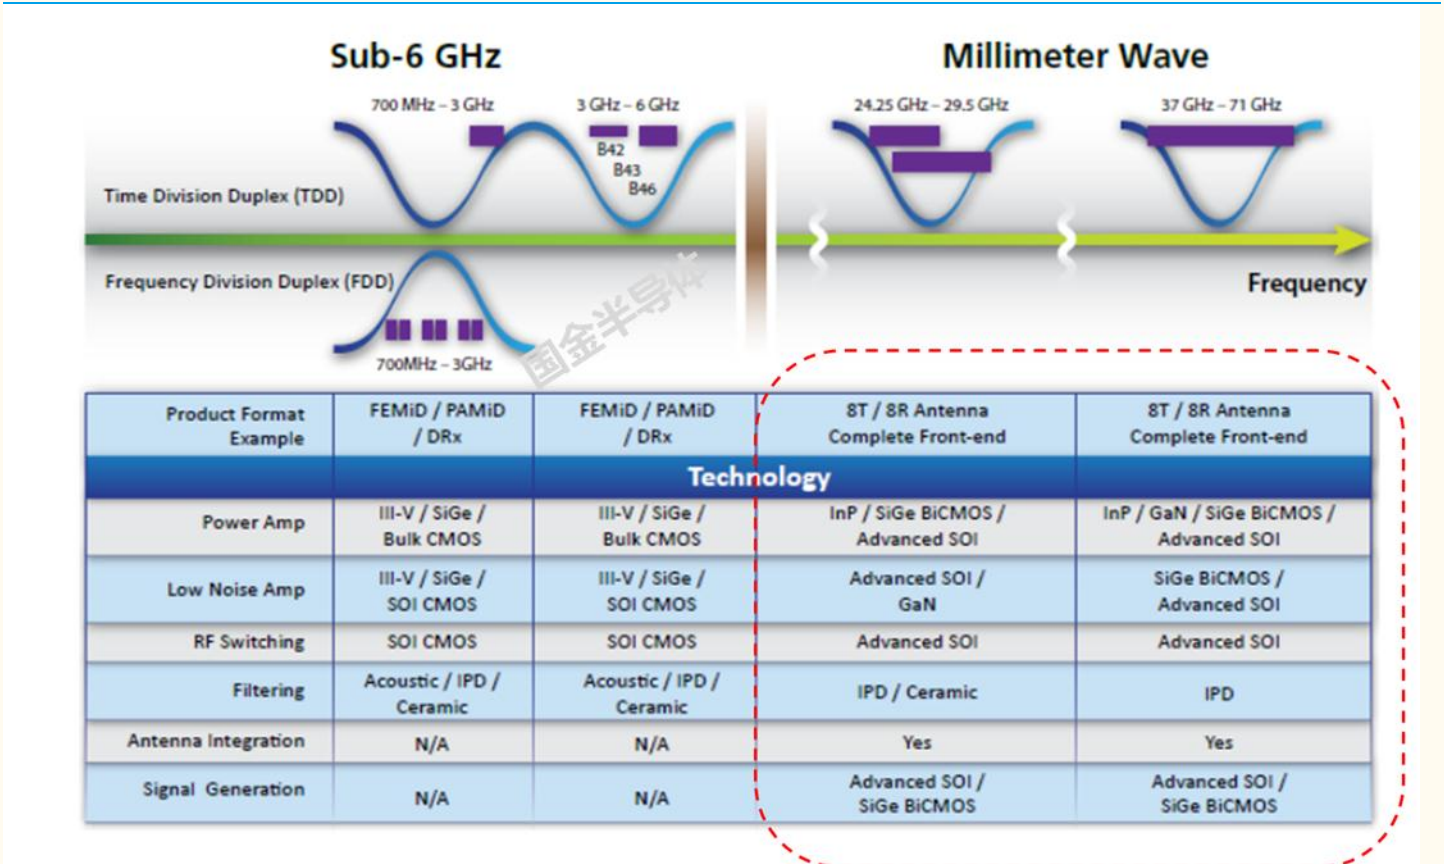 Sub-6 GHz
Millimeter Wave
700 MHz – 3 GHz
3 GHz – 6 GHz
24.25 GHz – 29.5 GHz
37 GHz – 71 GHz
B42
B43
B46
Time Division Duplex (TDD)
Frequency Division Duplex (FDD)
Frequency
700MHz – 3GHz
国金半导体
Product Format
Example
FEMiD / PAMiD
/ DRx
FEMiD / PAMiD
/ DRx
8T / 8R Antenna
Complete Front-end
8T / 8R Antenna
Complete Front-end
Technology
Power Amp
III-V / SiGe /
Bulk CMOS
III-V / SiGe /
Bulk CMOS
InP / SiGe BiCMOS /
Advanced SOI
InP / GaN / SiGe BiCMOS /
Advanced SOI
Low Noise Amp
III-V / SiGe /
SOI CMOS
III-V / SiGe /
SOI CMOS
Advanced SOI /
GaN
SiGe BiCMOS /
Advanced SOI
RF Switching
SOI CMOS
SOI CMOS
Advanced SOI
Advanced SOI
Filtering
Acoustic / IPD /
Ceramic
Acoustic / IPD /
Ceramic
IPD / Ceramic
IPD
Antenna Integration
N/A
N/A
Yes
Yes
Signal Generation
N/A
N/A
Advanced SOI /
SiGe BiCMOS
Advanced SOI /
SiGe BiCMOS